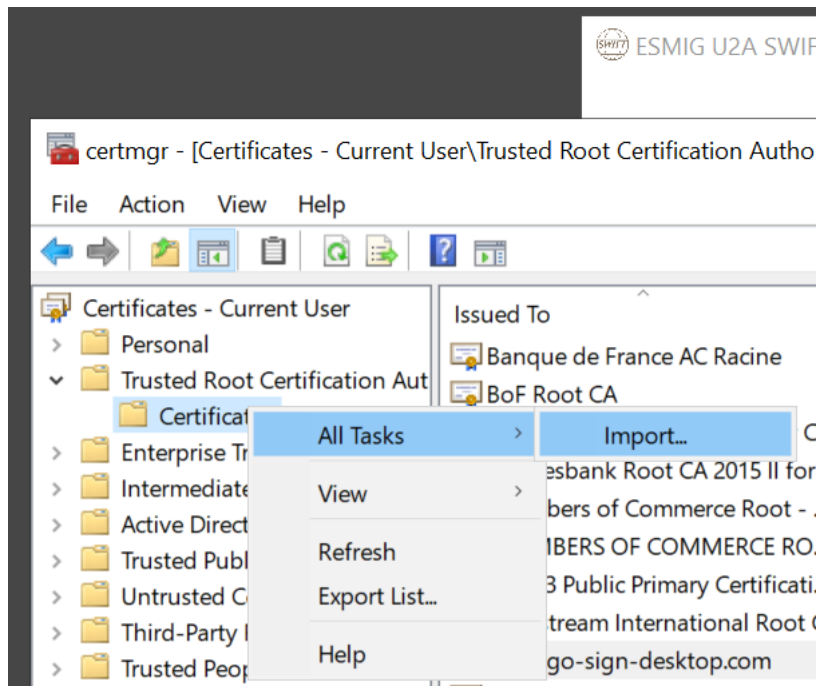 SWIFT
ESMIG U2A SWIF
certmgr - [Certificates - Current User\Trusted Root Certification Autho
File Action View Help
Certificates - Current User
Personal
Trusted Root Certification Aut
Certificat
Enterprise Tr
Intermediate
Active Direct
Trusted Publ
Untrusted C
Third-Party
Trusted Peop
All Tasks
View
Refresh
Export List...
Help
Import...
Issued To
Banque de France AC Racine
BoF Root CA
C
esbank Root CA 2015 II for
bers of Commerce Root - .
BERS OF COMMERCE RO.
3 Public Primary Certificati.
tream International Root
go-sign-desktop.com